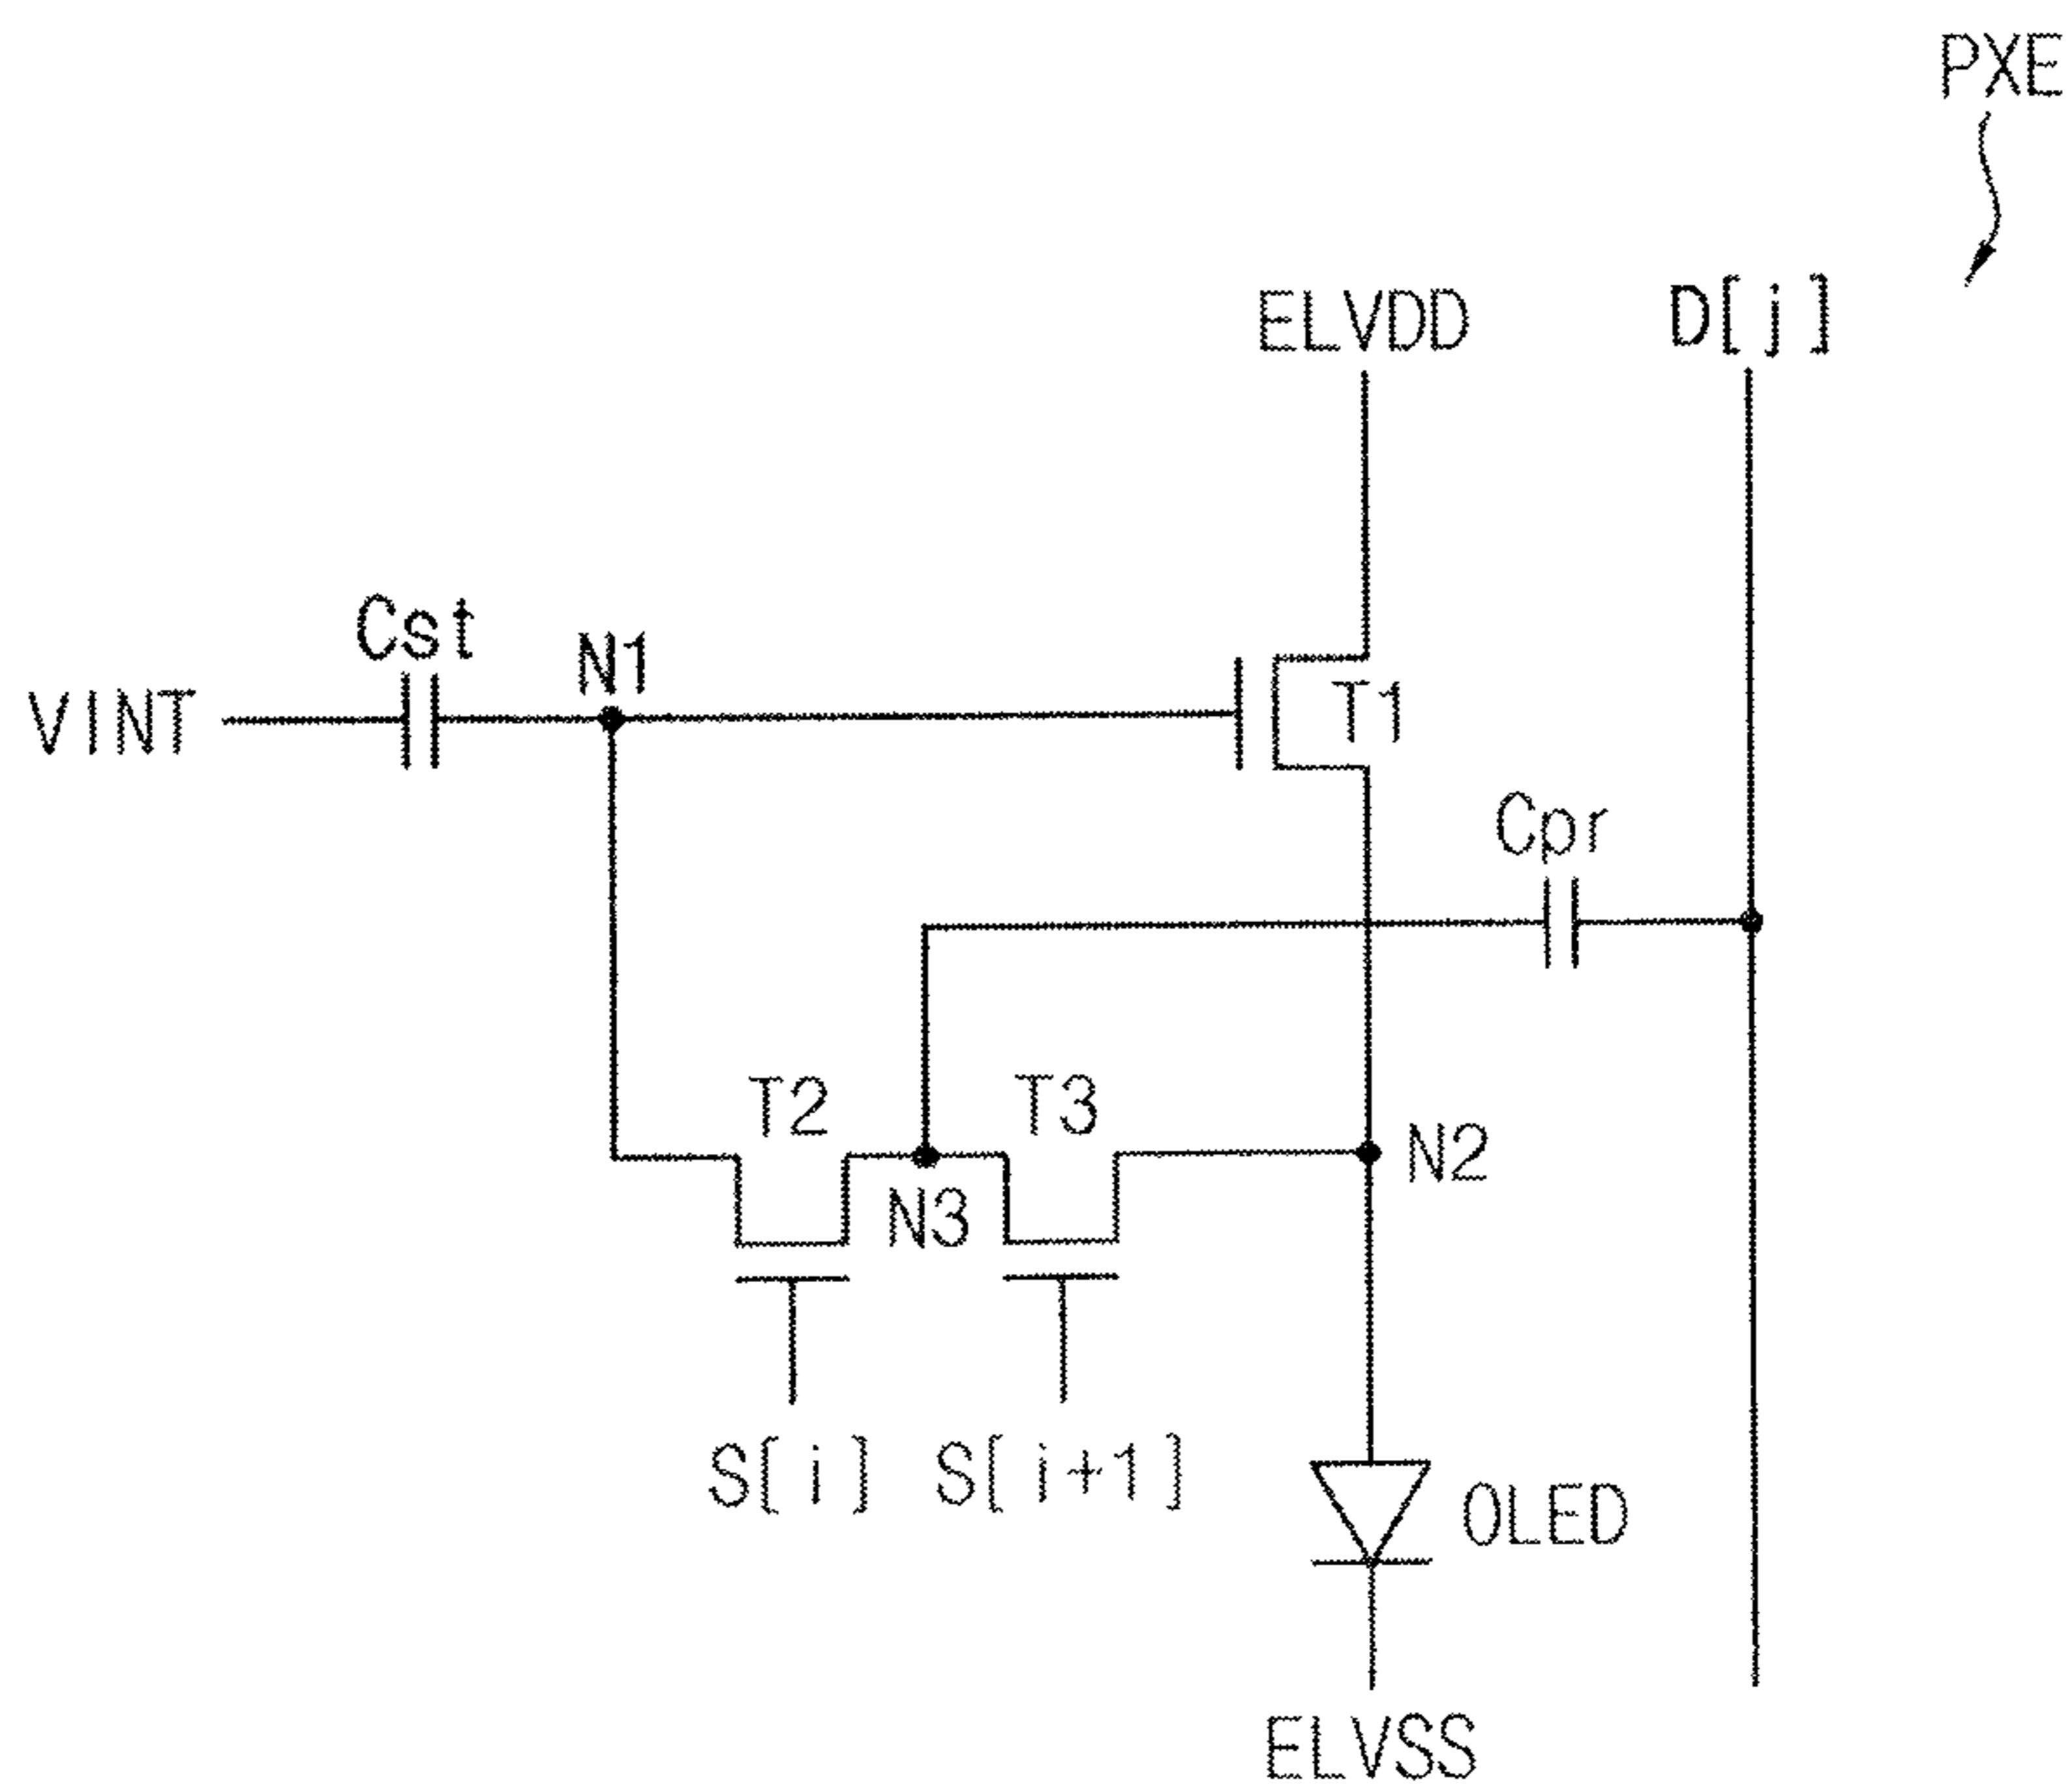 PXE
ELVDD
D[j]
Cst
N1
VINT
T1
Cpr
T2
T3
N2
N3
S[i]
S[i+1]
OLED
ELVSS